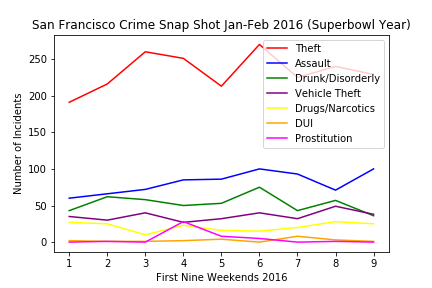 San Francisco Crime Snap Shot Jan-Feb 2016 (Superbowl Year)
Number of Incidents
250
200
150
100
50
0
Theft
Assault
Drunk/Disorderly
Vehicle Theft
Drugs/Narcotics
DUI
Prostitution
1 2 3 4 5 6 7 8 9
First Nine Weekends 2016